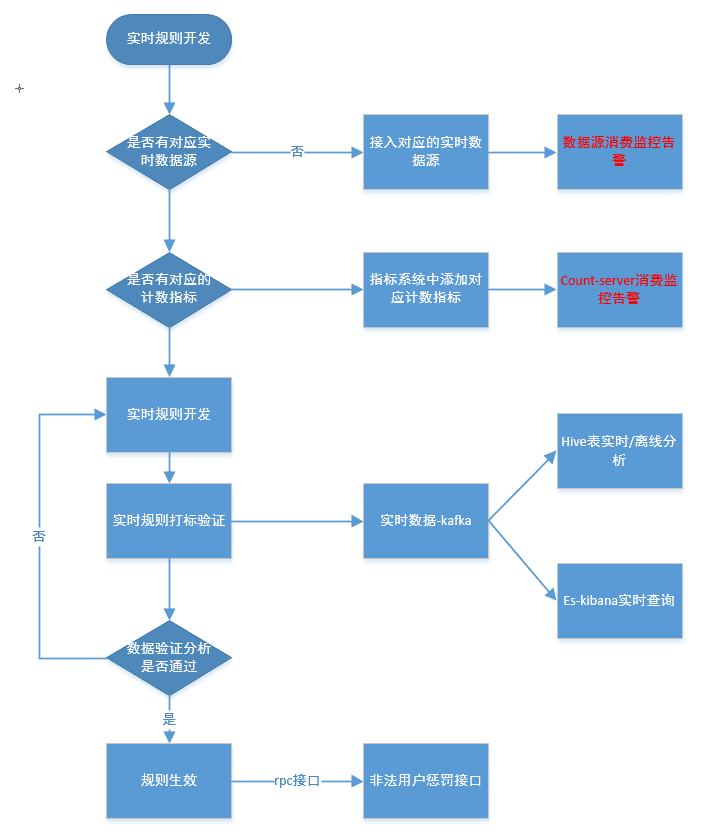 实时规则开发
是否有对应实
时数据源
否
接入对应的实时数
据源
数据源消费监控告
警
是否有对应的
计数指标
指标系统中添加对
应计数指标
Count-server消费监
控告警
实时规则开发
Hive表实时/离线分
析
实时规则打标验证
实时数据-kafka
否
Es-kibana实时查询
数据验证分析
是否通过
是
规则生效
rpc接口
非法用户惩罚接口